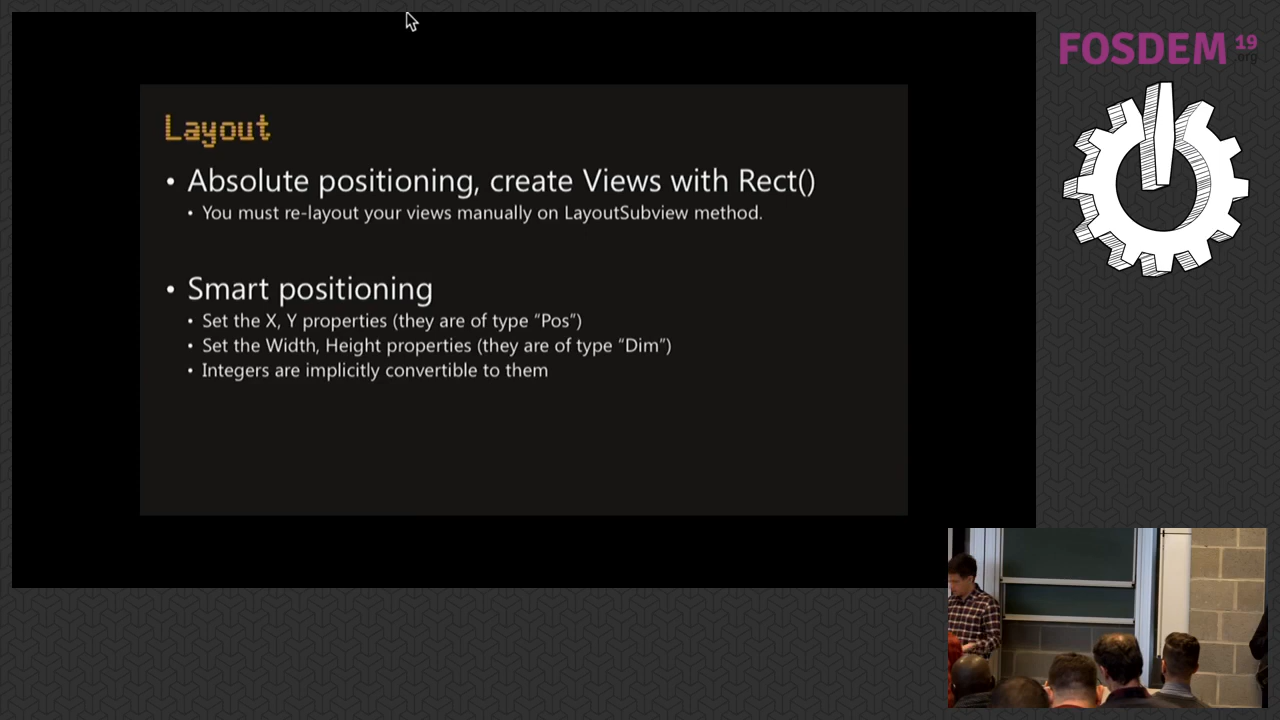 FOSDEM 19
.org
Layout
• Absolute positioning, create Views with Rect()
• You must re-layout your views manually on LayoutSubview method.
• Smart positioning
• Set the X, Y properties (they are of type “Pos”)
• Set the Width, Height properties (they are of type “Dim”)
• Integers are implicitly convertible to them